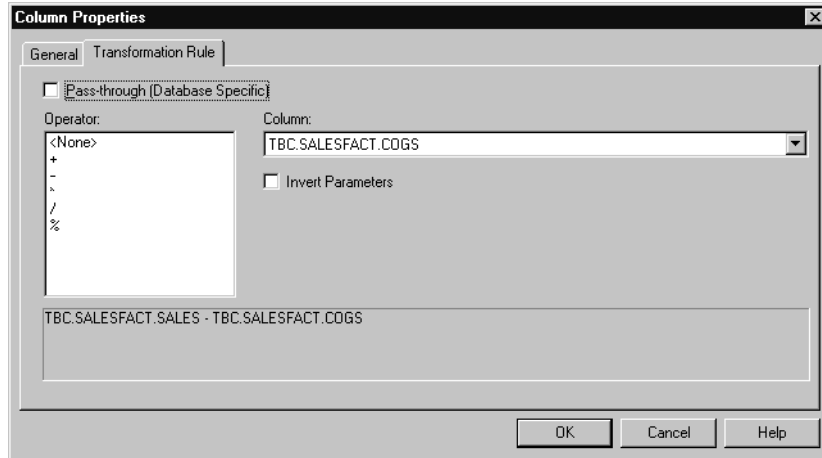 Column Properties
General Transformation Rule
Pass-through (Database Specific)
Operator: Column:
<None> TBC.SALESFACT.COGS
+
-
Invert Parameters
*
/
%
TBC.SALESFACT.SALES - TBC.SALESFACT.COGS
OK Cancel Help